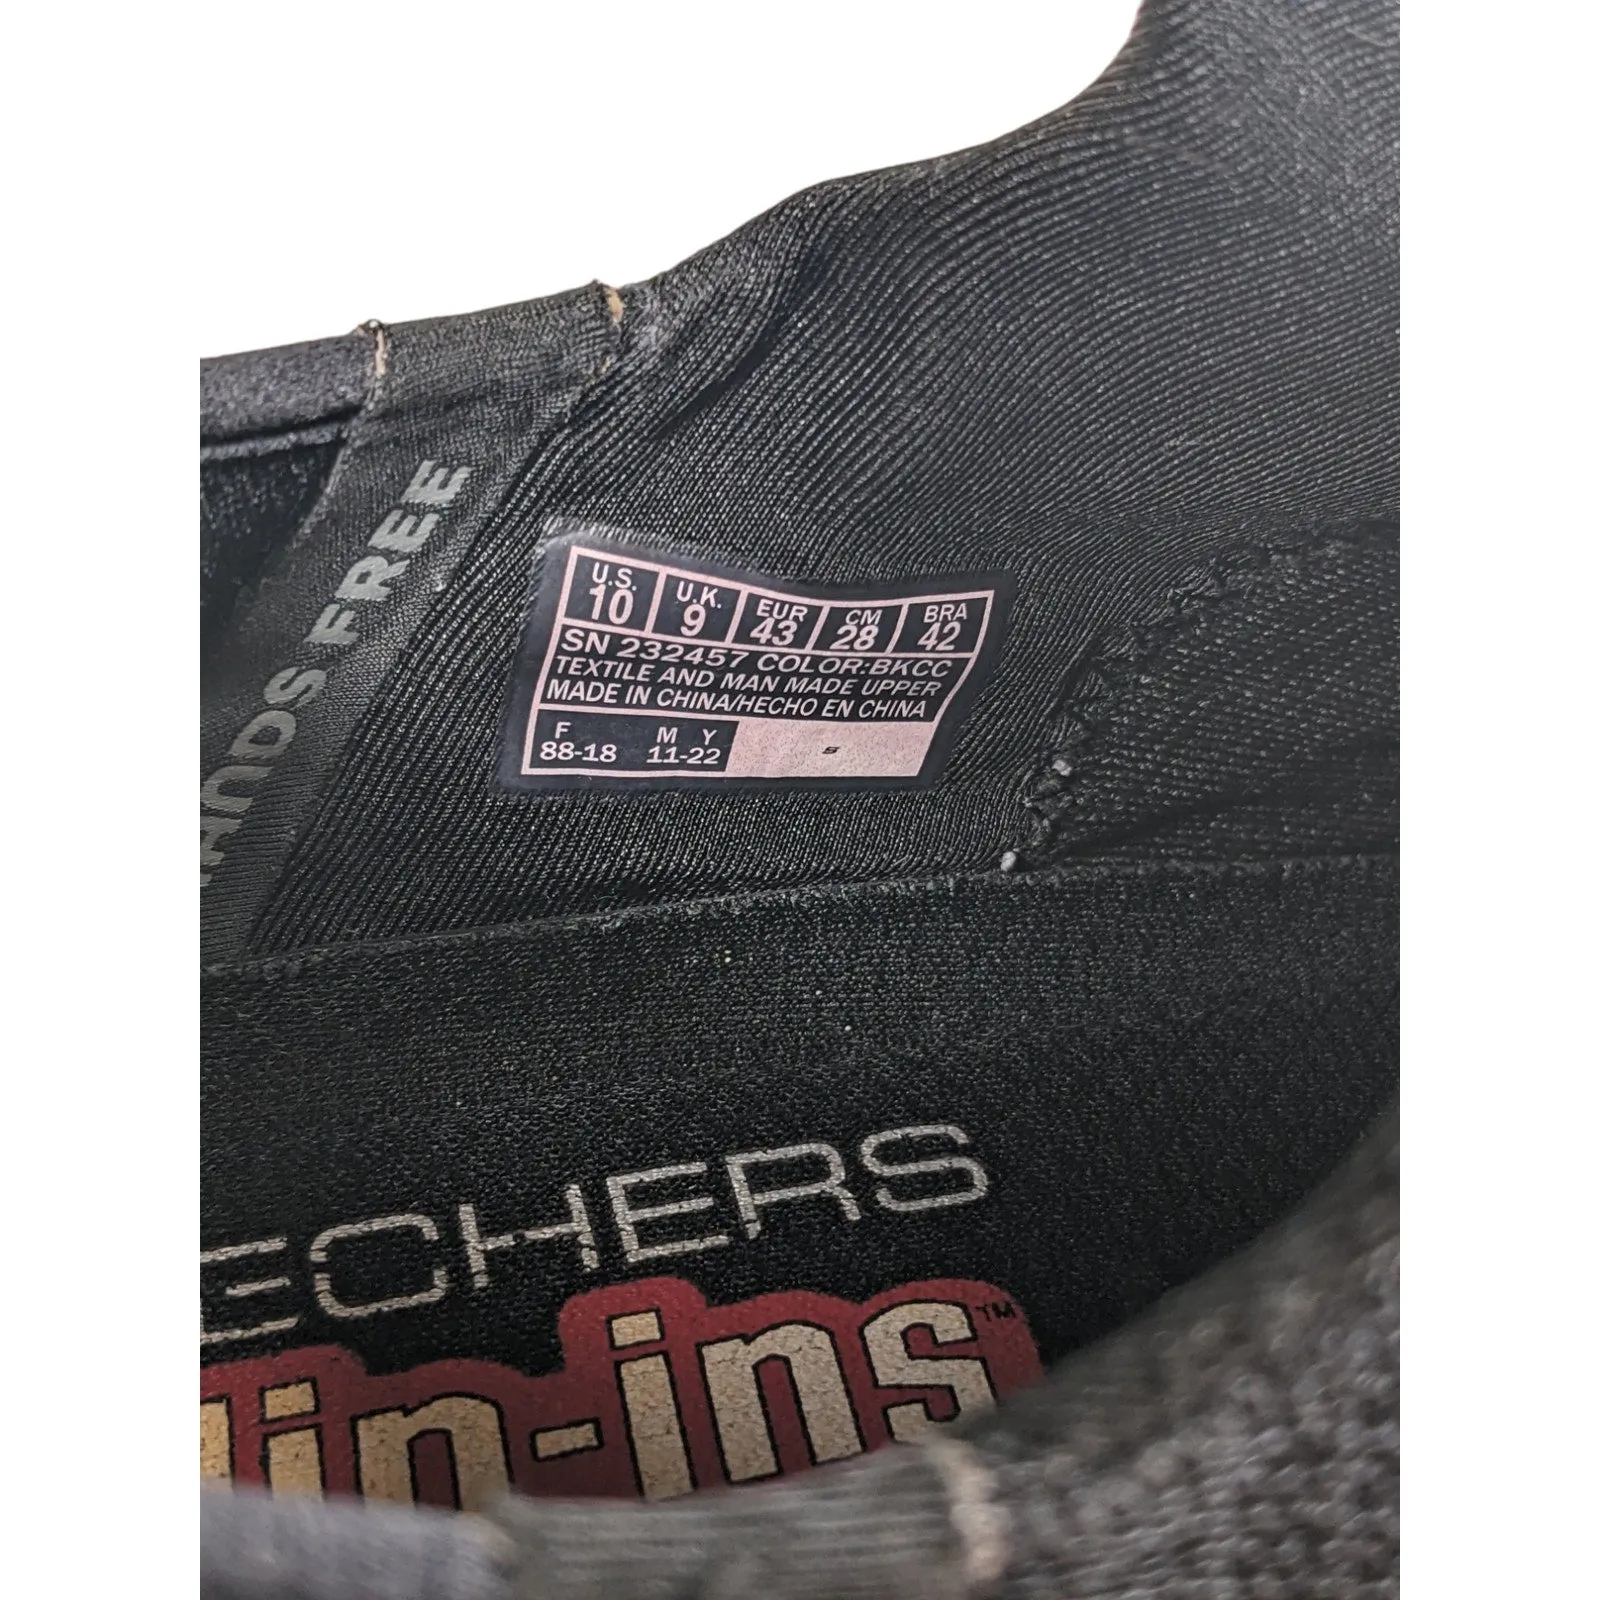 U.S. U.K. EUR CM BRA
10 9 43 28 42
SN 232457 COLOR:BKCC
TEXTILE AND MAN MADE UPPER
MADE IN CHINA/HECHO EN CHINA
F M Y
88-18 11-22
S
HANDS FREE
ECHERS
in-ins™